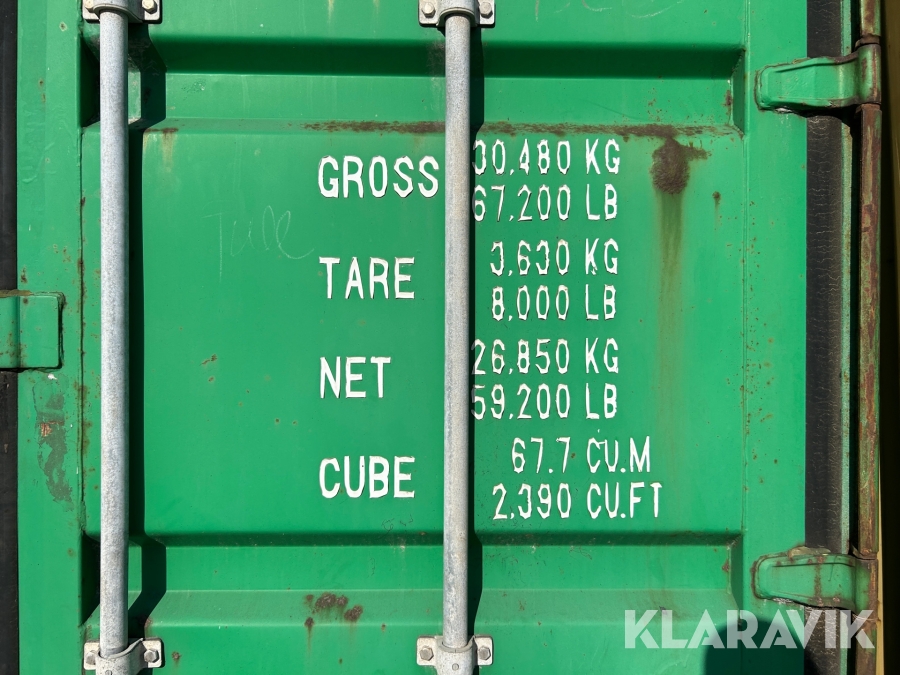 GROSS 30,480 KG
67,200 LB
TARE 3,630 KG
8,000 LB
NET 26,850 KG
59,200 LB
CUBE 67.7 CU.M
2,390 CU.FT
KLARAVIK